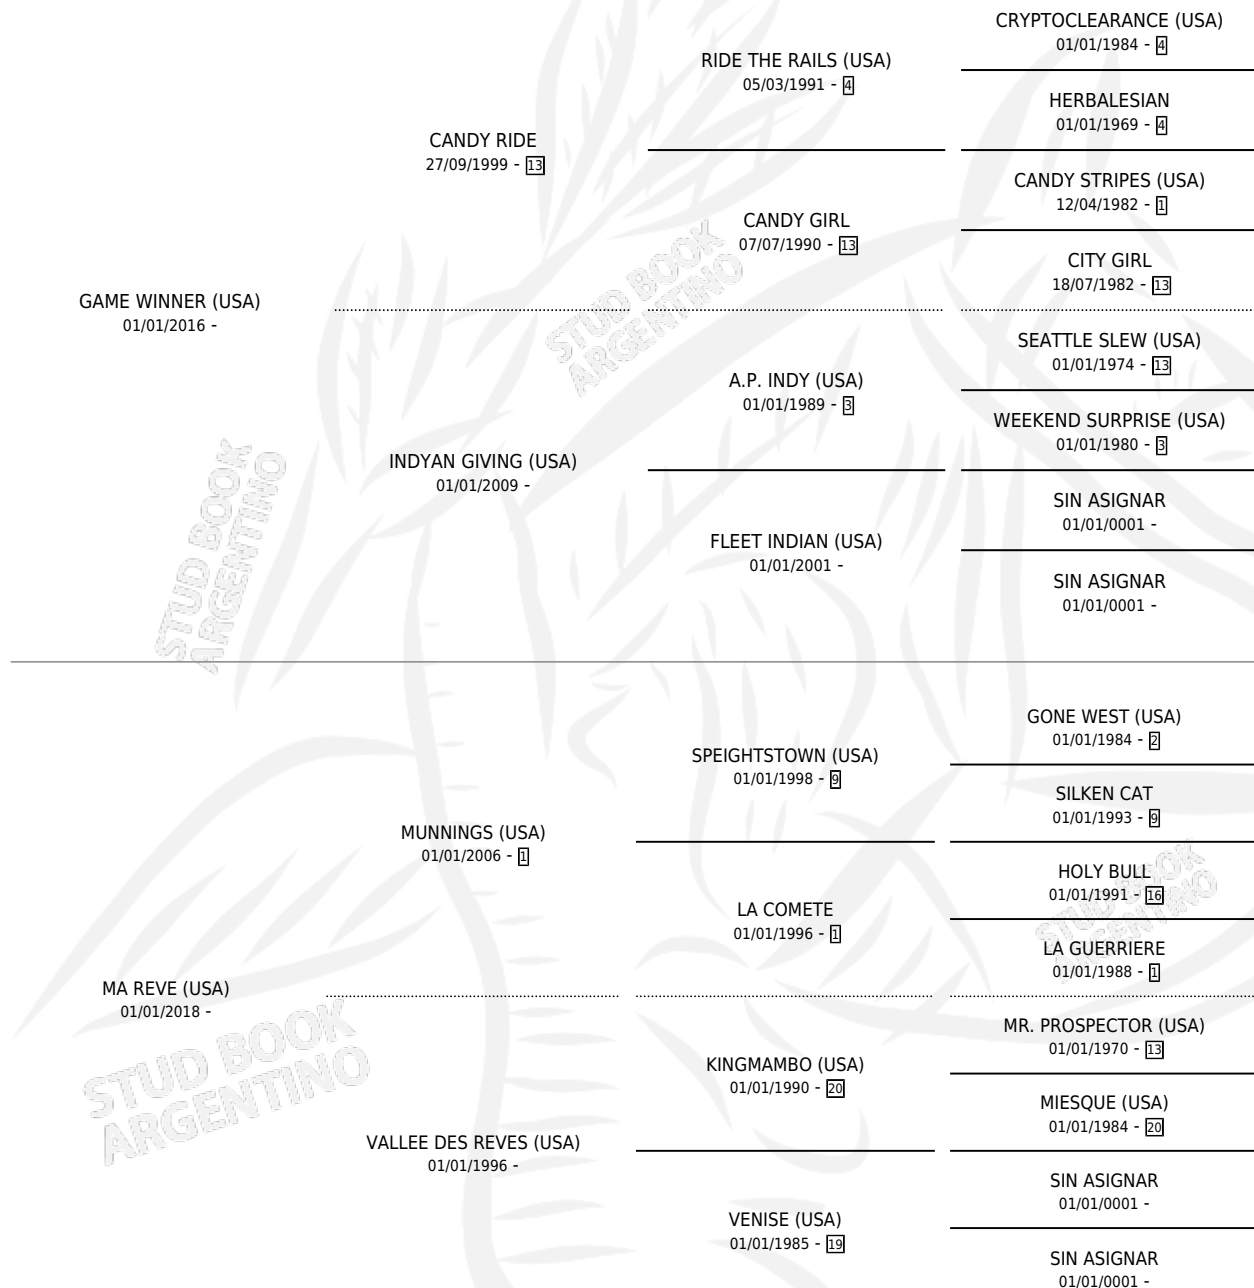 CRYPTOCLEARANCE (USA)
01/01/1984 - 4
RIDE THE RAILS (USA)
05/03/1991 - 4
HERBALESIAN
01/01/1969 - 4
CANDY RIDE
27/09/1999 - 13
CANDY STRIPES (USA)
12/04/1982 - 1
CANDY GIRL
07/07/1990 - 13
CITY GIRL
18/07/1982 - 13
GAME WINNER (USA)
01/01/2016 -
SEATTLE SLEW (USA)
01/01/1974 - 13
A.P. INDY (USA)
01/01/1989 - 3
WEEKEND SURPRISE (USA)
01/01/1980 - 3
INDYAN GIVING (USA)
01/01/2009 -
SIN ASIGNAR
01/01/0001 -
FLEET INDIAN (USA)
01/01/2001 -
SIN ASIGNAR
01/01/0001 -
GONE WEST (USA)
01/01/1984 - 2
SPEIGHTSTOWN (USA)
01/01/1998 - 9
SILKEN CAT
01/01/1993 - 9
MUNNINGS (USA)
01/01/2006 - 1
HOLY BULL
01/01/1991 - 16
LA COMETE
01/01/1996 - 1
LA GUERRIERE
01/01/1988 - 1
MA REVE (USA)
01/01/2018 -
MR. PROSPECTOR (USA)
01/01/1970 - 13
KINGMAMBO (USA)
01/01/1990 - 20
MIESQUE (USA)
01/01/1984 - 20
VALLEE DES REVES (USA)
01/01/1996 -
SIN ASIGNAR
01/01/0001 -
VENISE (USA)
01/01/1985 - 19
SIN ASIGNAR
01/01/0001 -
STUD BOOK
ARGENTINO
STUD BOOK
ARGENTINO
STUD BOOK
ARGENTINO
STUD BOOK
ARGENTINO